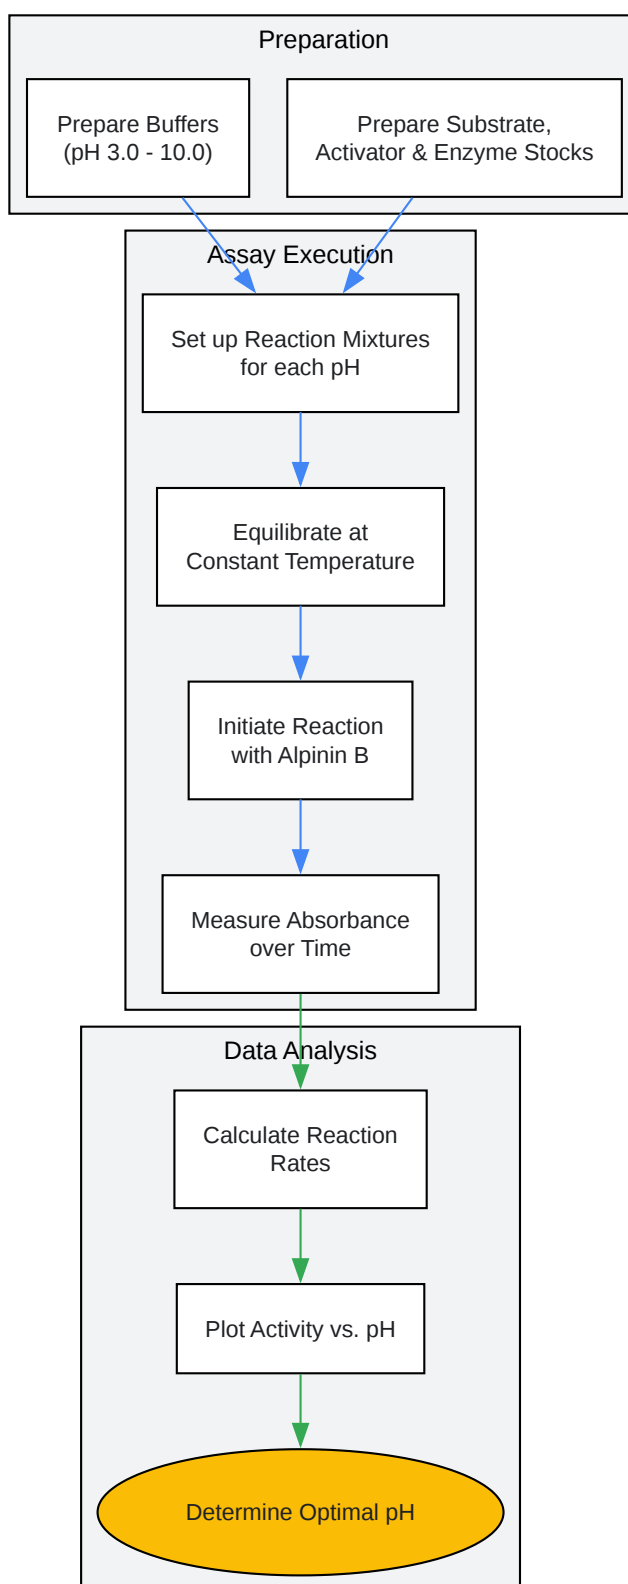 Preparation
Prepare Buffers
(pH 3.0 - 10.0)
Prepare Substrate,
Activator & Enzyme Stocks
Assay Execution
Set up Reaction Mixtures
for each pH
Equilibrate at
Constant Temperature
Initiate Reaction
with Alpinin B
Measure Absorbance
over Time
Data Analysis
Calculate Reaction
Rates
Plot Activity vs. pH
Determine Optimal pH